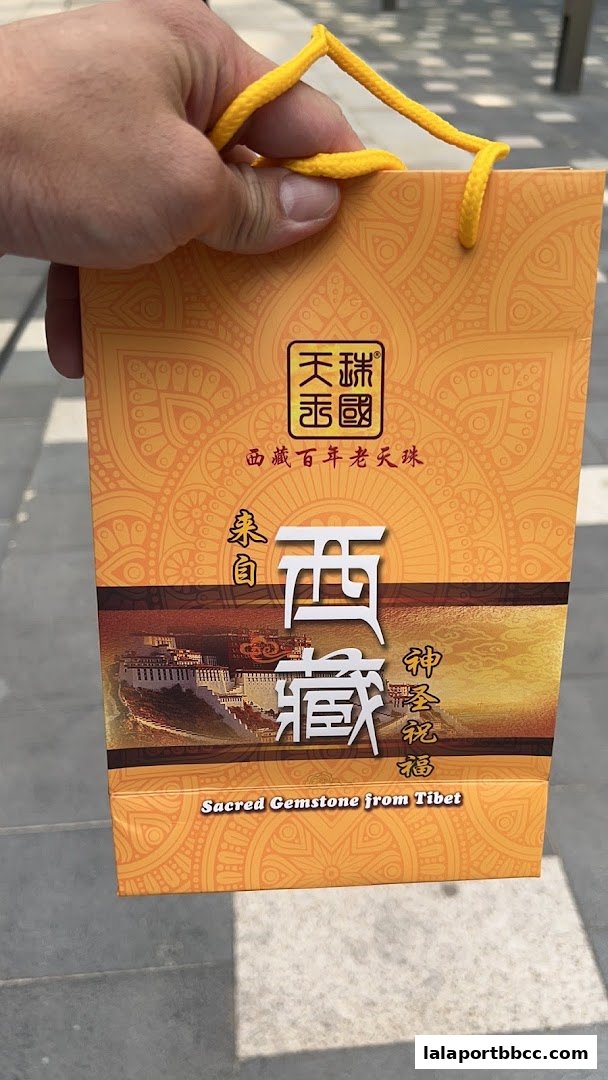 天珠®
王國
西藏百年老天珠
来自
西藏
神圣祝福
Sacred Gemstone from Tibet
lalaportbbcc.com